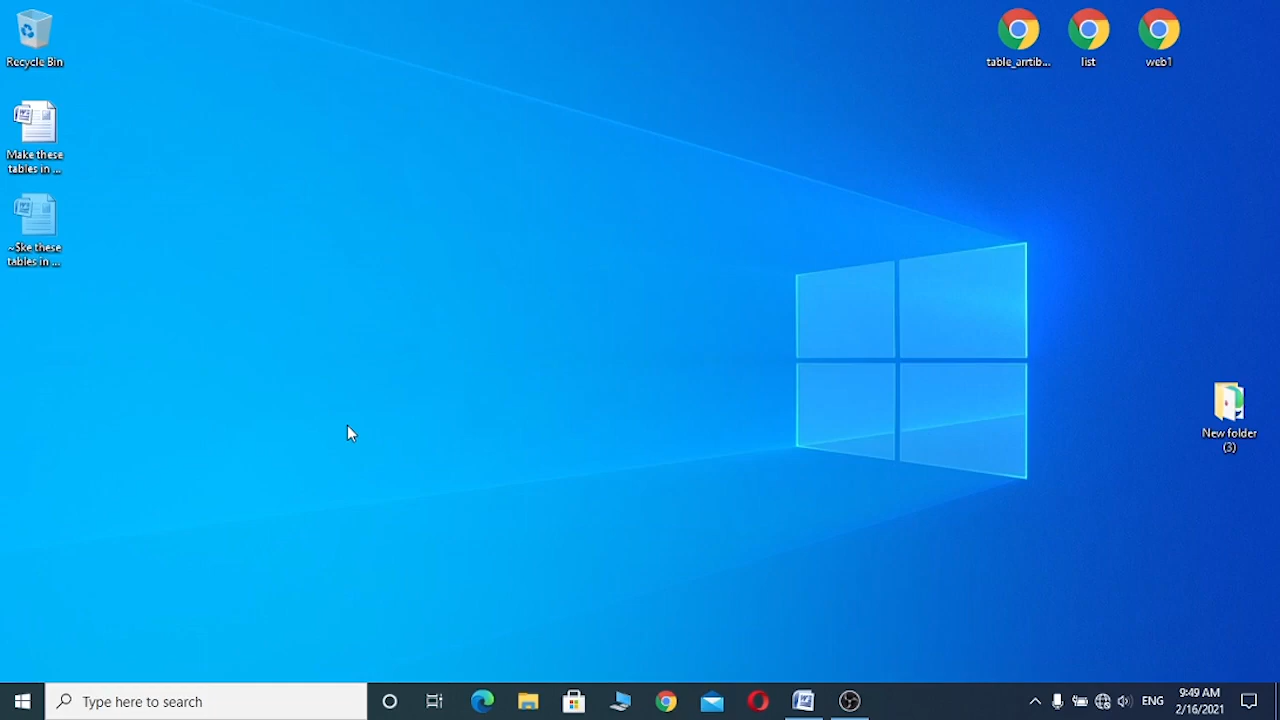 Recycle Bin
Make these
tables in ...
~$ke these
tables in ...
table_arrtib...
list
web1
New folder
(3)
Type here to search
ENG
9:49 AM
2/16/2021